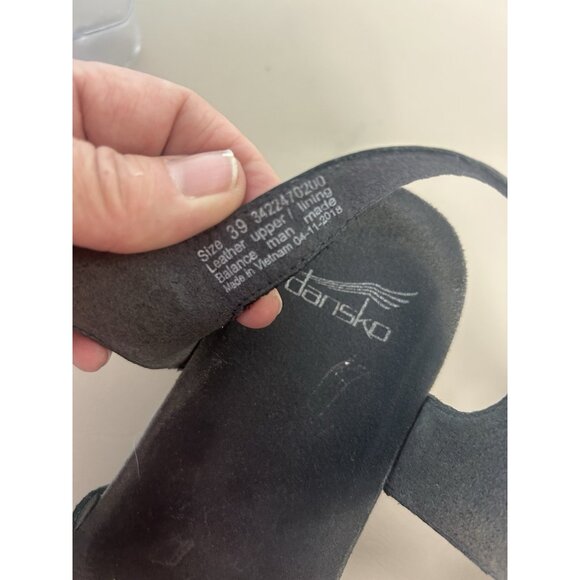 Size 39 3422470200
Leather upper / lining
Balance man made
Made in Vietnam 04-11-2018
dansko